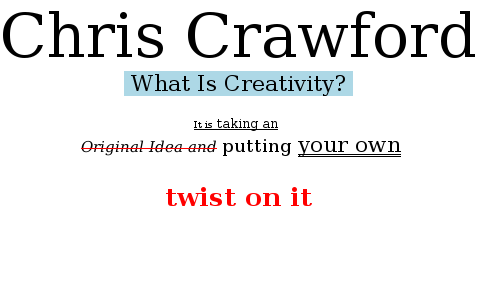 Chris Crawford
What Is Creativity?
It is taking an
Original Idea and putting your own
twist on it